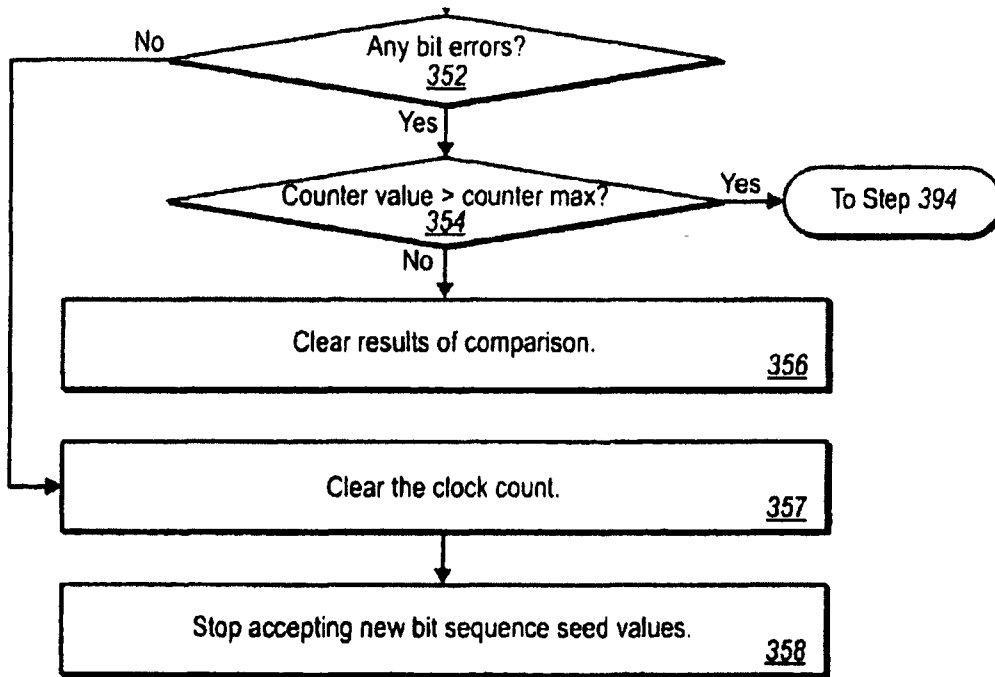 No
Any bit errors?
352
Yes
Counter value > counter max?
354
Yes
To Step 394
No
Clear results of comparison.
356
Clear the clock count.
357
Stop accepting new bit sequence seed values.
358